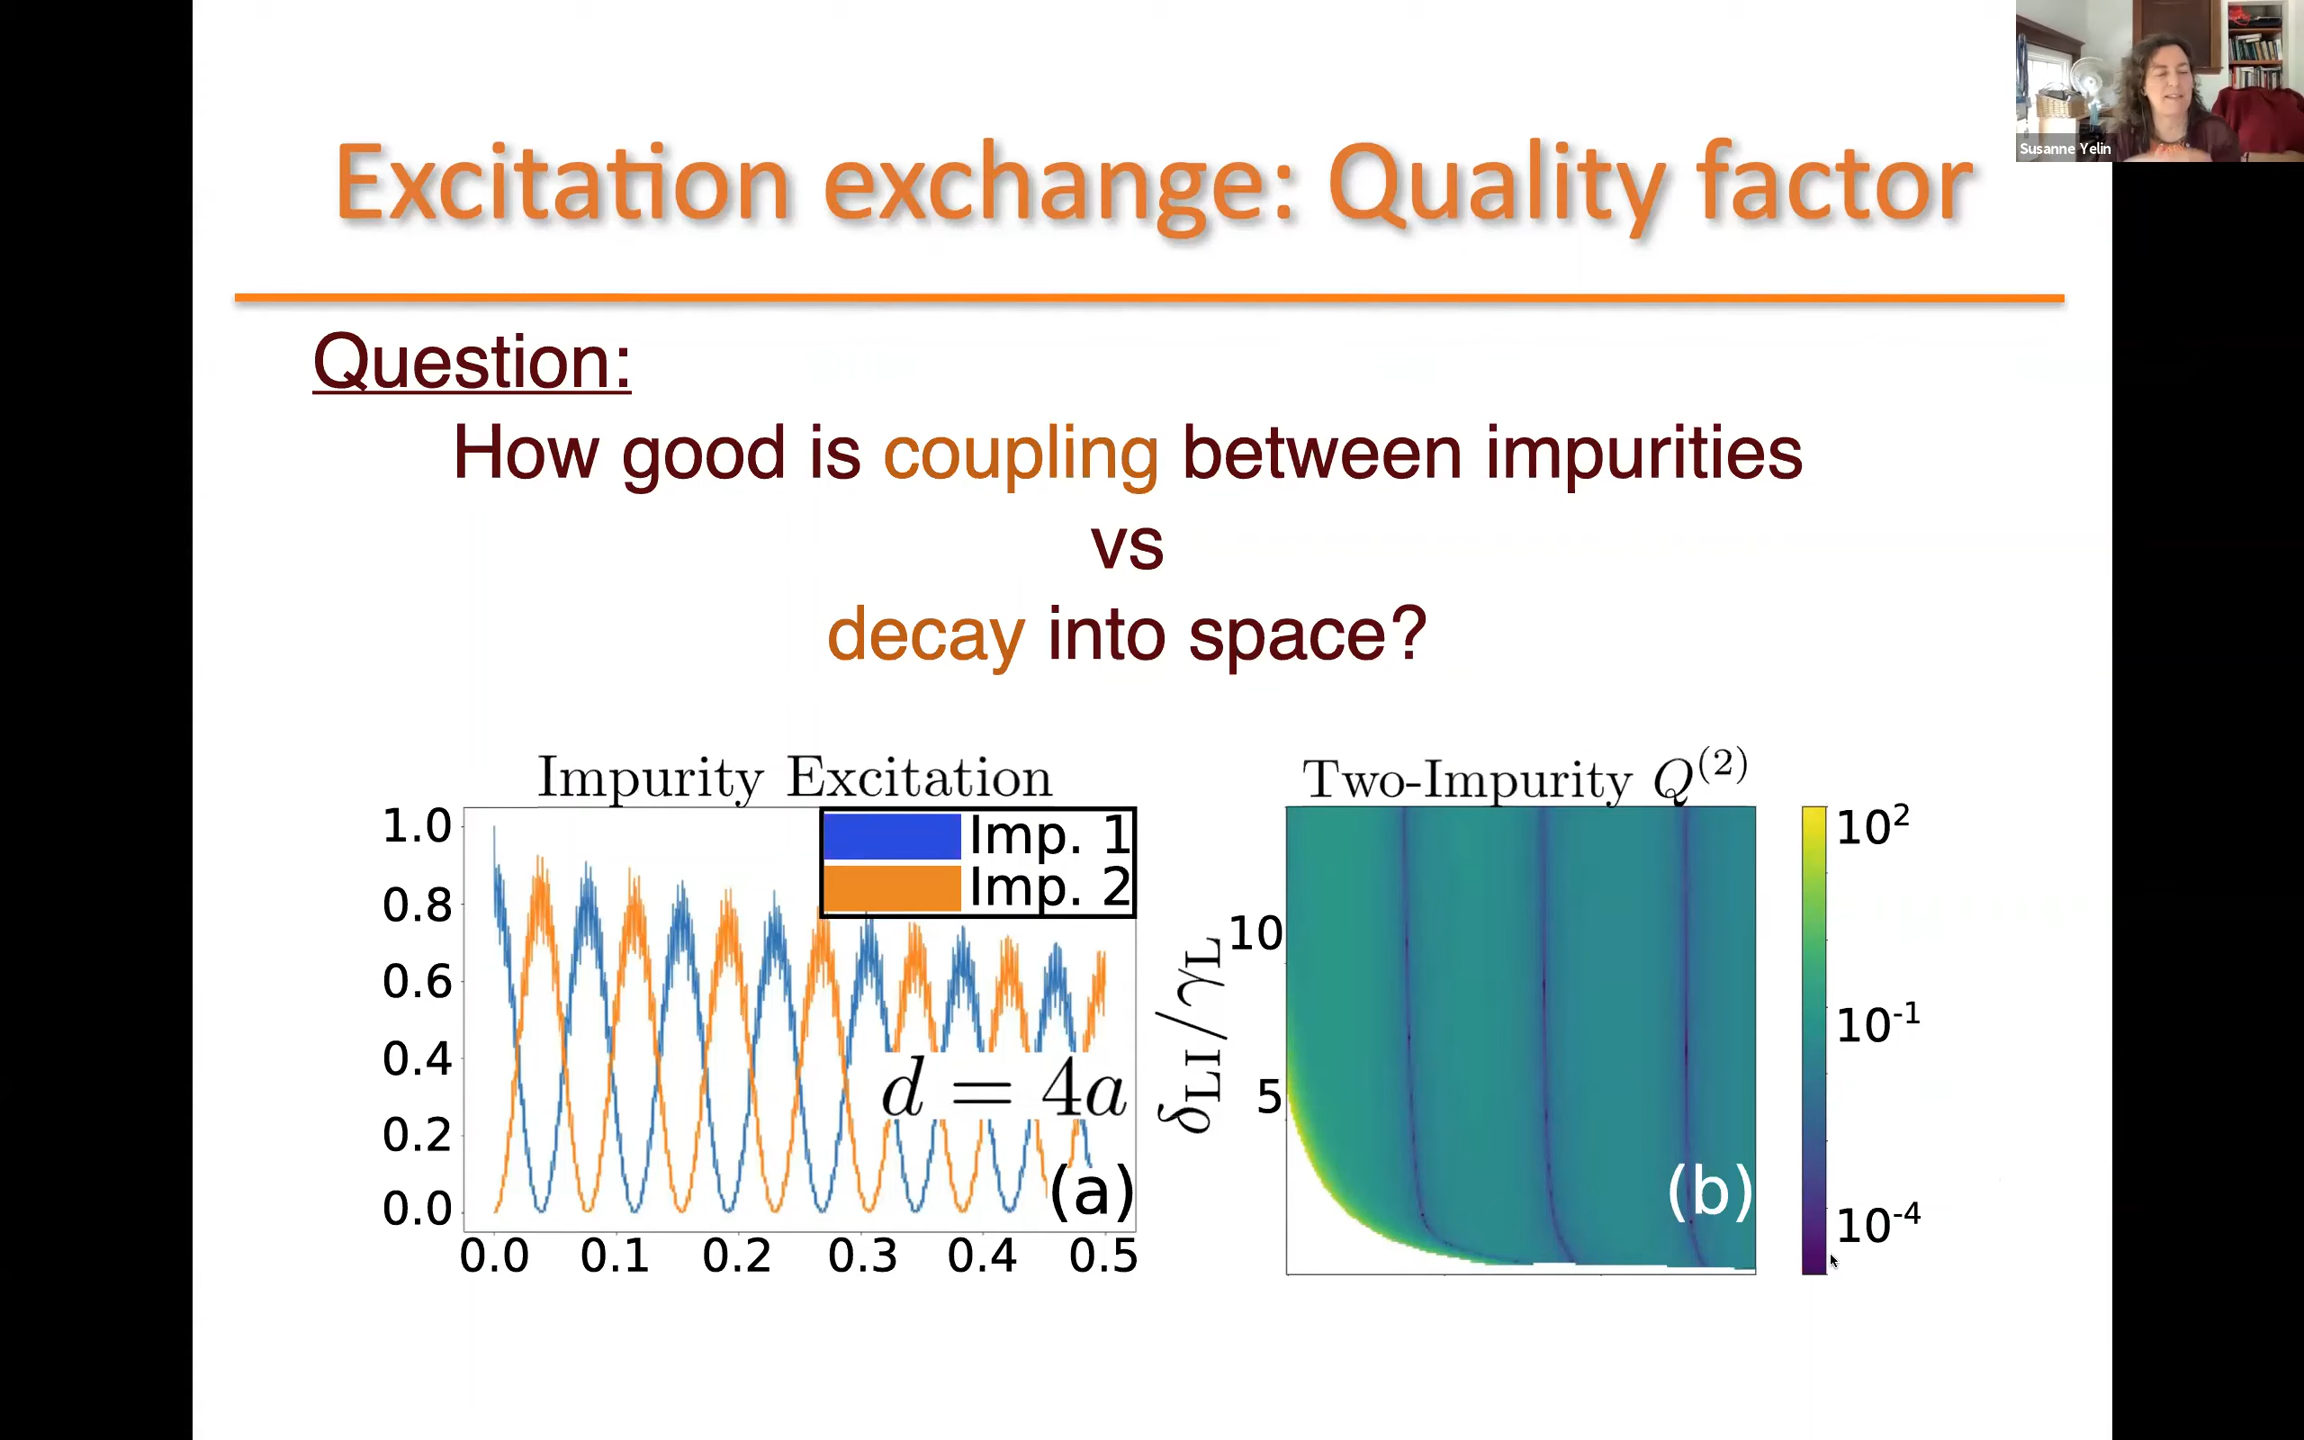 Susanne Yelin
Excitation exchange: Quality factor
Question:
How good is coupling between impurities
vs
decay into space?
Impurity Excitation
1.0
0.8
0.6
0.4
0.2
0.0
0.0 0.1 0.2 0.3 0.4 0.5
Imp. 1
Imp. 2
d = 4a
(a)
Two-Impurity Q⁽²⁾
δLI/γL
10
5
(b)
10²
10⁻¹
10⁻⁴